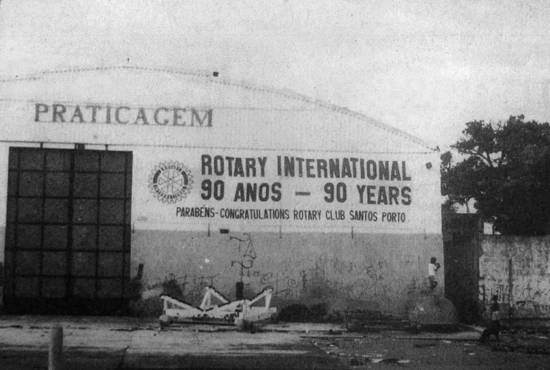 PRATICAGEM
ROTARY INTERNATIONAL
90 ANOS - 90 YEARS
PARABÉNS-CONGRATULATIONS ROTARY CLUB SANTOS PORTO